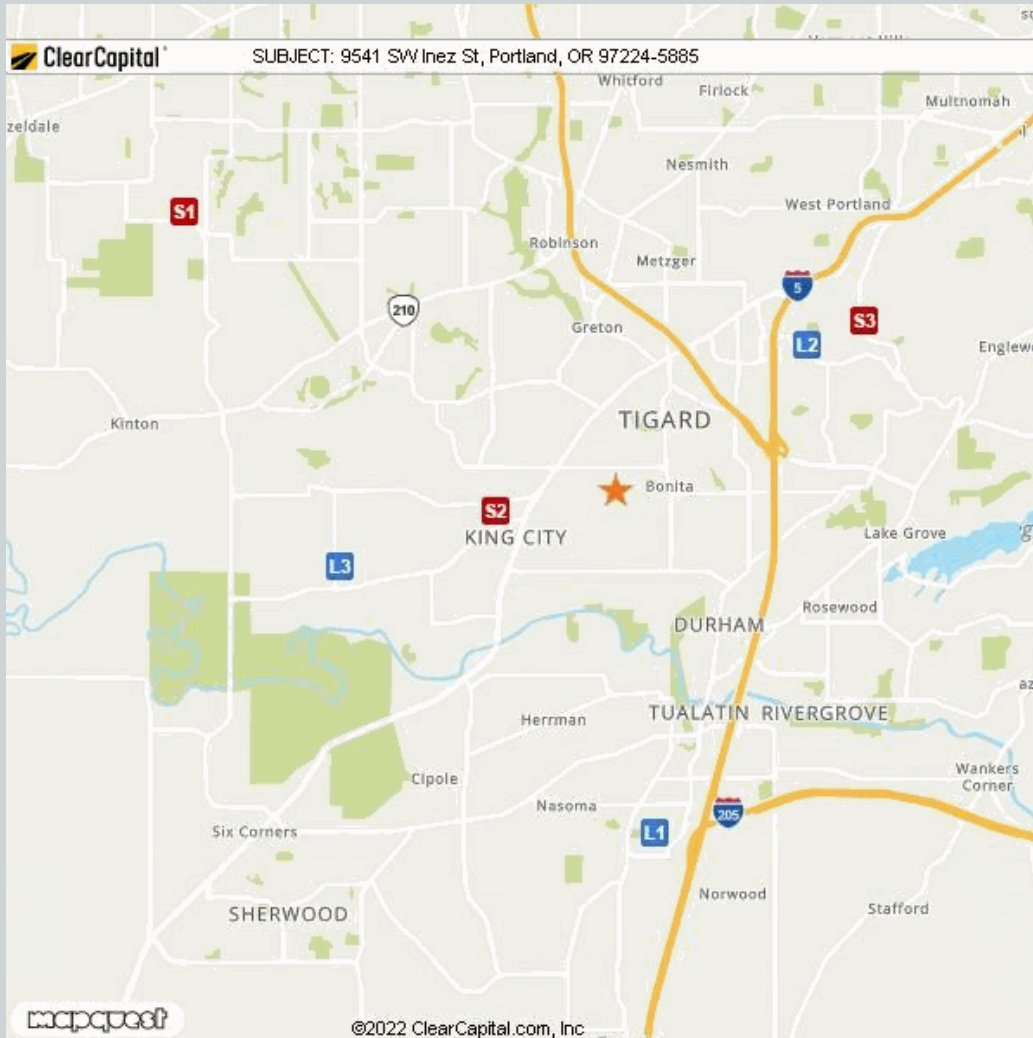 ClearCapital
SUBJECT: 9541 SW Inez St, Portland, OR 97224-5885
Whitford
Firlock
Multnomah
zeldale
Nesmith
S1
West Portland
Robinson
Metzger
5
210
Greton
S3
L2
Englew
TIGARD
Kinton
Bonita
S2
KING CITY
Lake Grove
L3
Rosewood
DURHAM
Herrman
TUALATIN
RIVERGROVE
Cipole
Wankers
Corner
Nasoma
205
Six Corners
L1
Norwood
SHERWOOD
Stafford
mapquest
©2022 ClearCapital.com, Inc